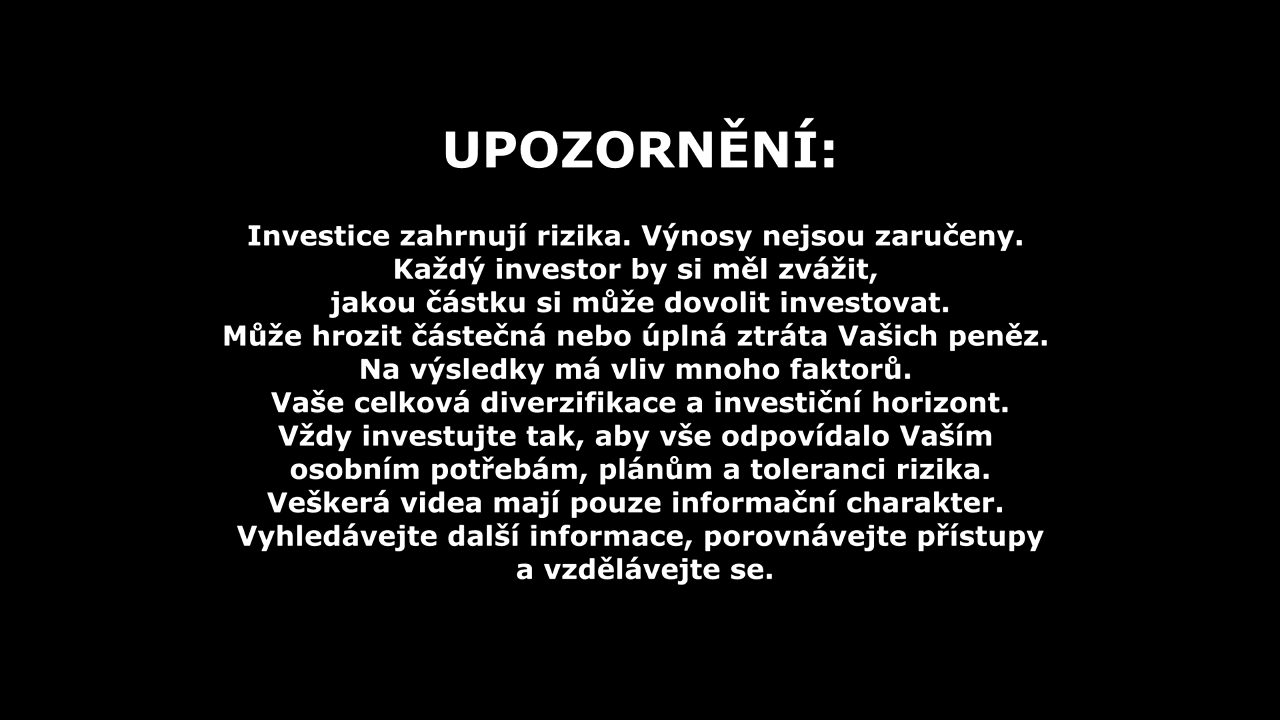 UPOZORNĚNÍ:
Investice zahrnují rizika. Výnosy nejsou zaručeny.
Každý investor by si měl zvážit,
jakou částku si může dovolit investovat.
Může hrozit částečná nebo úplná ztráta Vašich peněz.
Na výsledky má vliv mnoho faktorů.
Vaše celková diverzifikace a investiční horizont.
Vždy investujte tak, aby vše odpovídalo Vaším
osobním potřebám, plánům a toleranci rizika.
Veškerá videa mají pouze informační charakter.
Vyhledávejte další informace, porovnávejte přístupy
a vzdělávejte se.